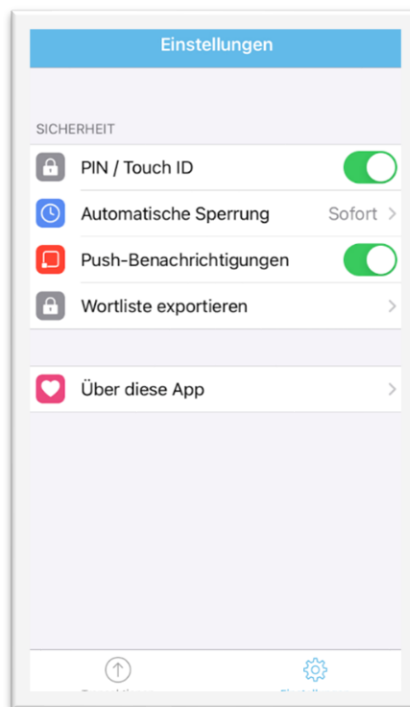 Einstellungen
SICHERHEIT
PIN / Touch ID
Automatische Sperrung Sofort
Push-Benachrichtigungen
Wortliste exportieren
Über diese App